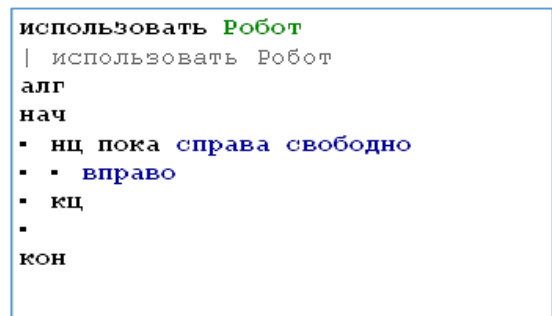 использовать Робот
| использовать Робот
алг
нач
▪ нц пока справа свободно
▪ ▪ вправо
▪ кц
▪
кон